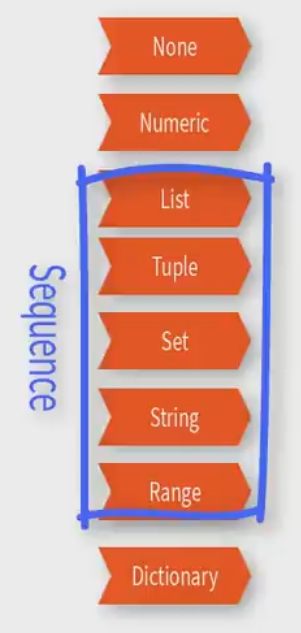 None
Numeric
Sequence
List
Tuple
Set
String
Range
Dictionary